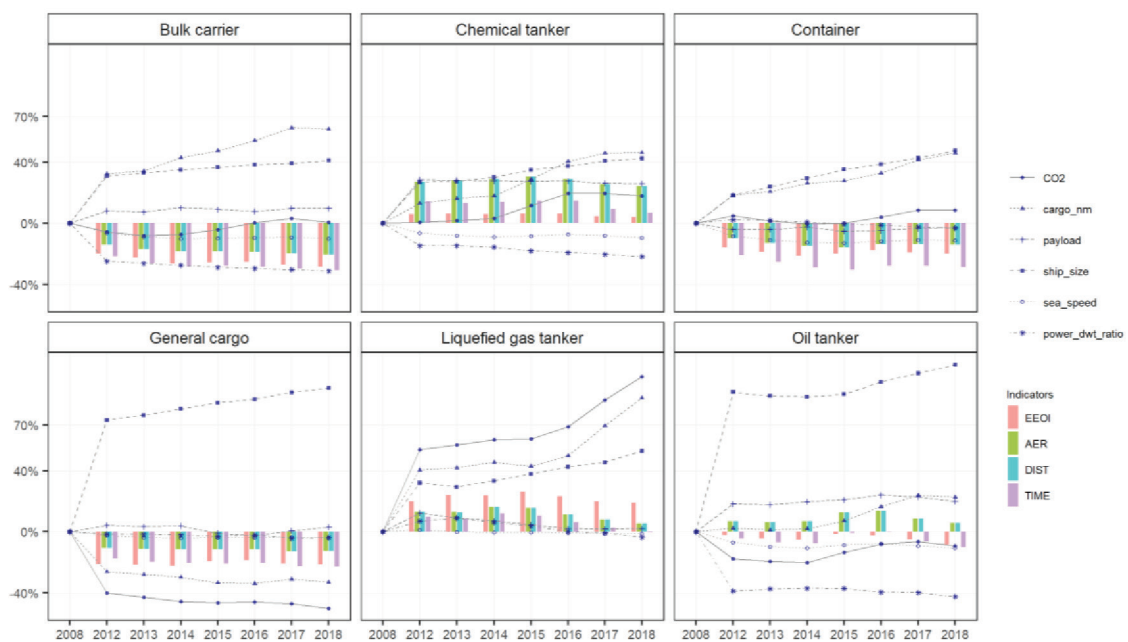 Bulk carrier
Chemical tanker
Container
70%
40%
0%
-40%
CO2
cargo_nm
payload
ship_size
sea_speed
power_dwt_ratio
General cargo
Liquefied gas tanker
Oil tanker
70%
40%
0%
-40%
Indicators
EEOI
AER
DIST
TIME
2008 2012 2013 2014 2015 2016 2017 2018
2008 2012 2013 2014 2015 2016 2017 2018
2008 2012 2013 2014 2015 2016 2017 2018